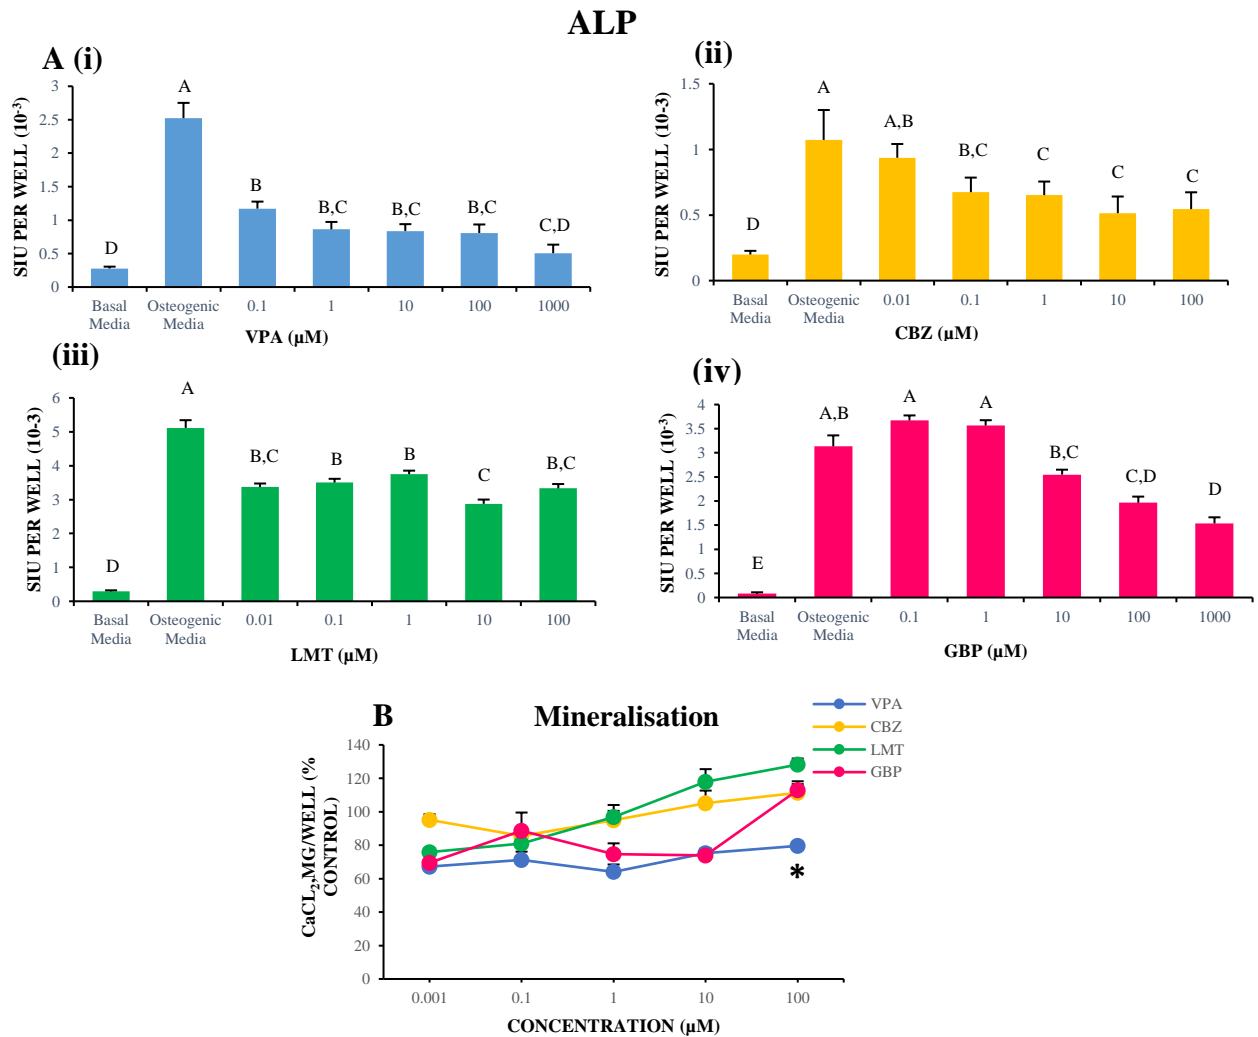 ALP
A (i)
SIU PER WELL (10-3)
3
2.5
2
1.5
1
0.5
0
D
A
B
B,C
B,C
B,C
C,D
Basal Media
Osteogenic Media
0.1
1
10
100
1000
VPA (µM)
(ii)
SIU PER WELL (10-3)
1.5
1
0.5
0
D
A
A,B
B,C
C
C
C
Basal Media
Osteogenic Media
0.01
0.1
1
10
100
CBZ (µM)
(iii)
SIU PER WELL (10-3)
6
5
4
3
2
1
0
D
A
B,C
B
B
C
B,C
Basal Media
Osteogenic Media
0.01
0.1
1
10
100
LMT (µM)
(iv)
SIU PER WELL (10-3)
4
3.5
3
2.5
2
1.5
1
0.5
0
E
A,B
A
A
B,C
C,D
D
Basal Media
Osteogenic Media
0.1
1
10
100
1000
GBP (µM)
B
Mineralisation
VPA
CBZ
LMT
GBP
CaCL2,MG/WELL (%
CONTROL)
140
120
100
80
60
40
20
0
*
0.001
0.1
1
10
100
CONCENTRATION (µM)